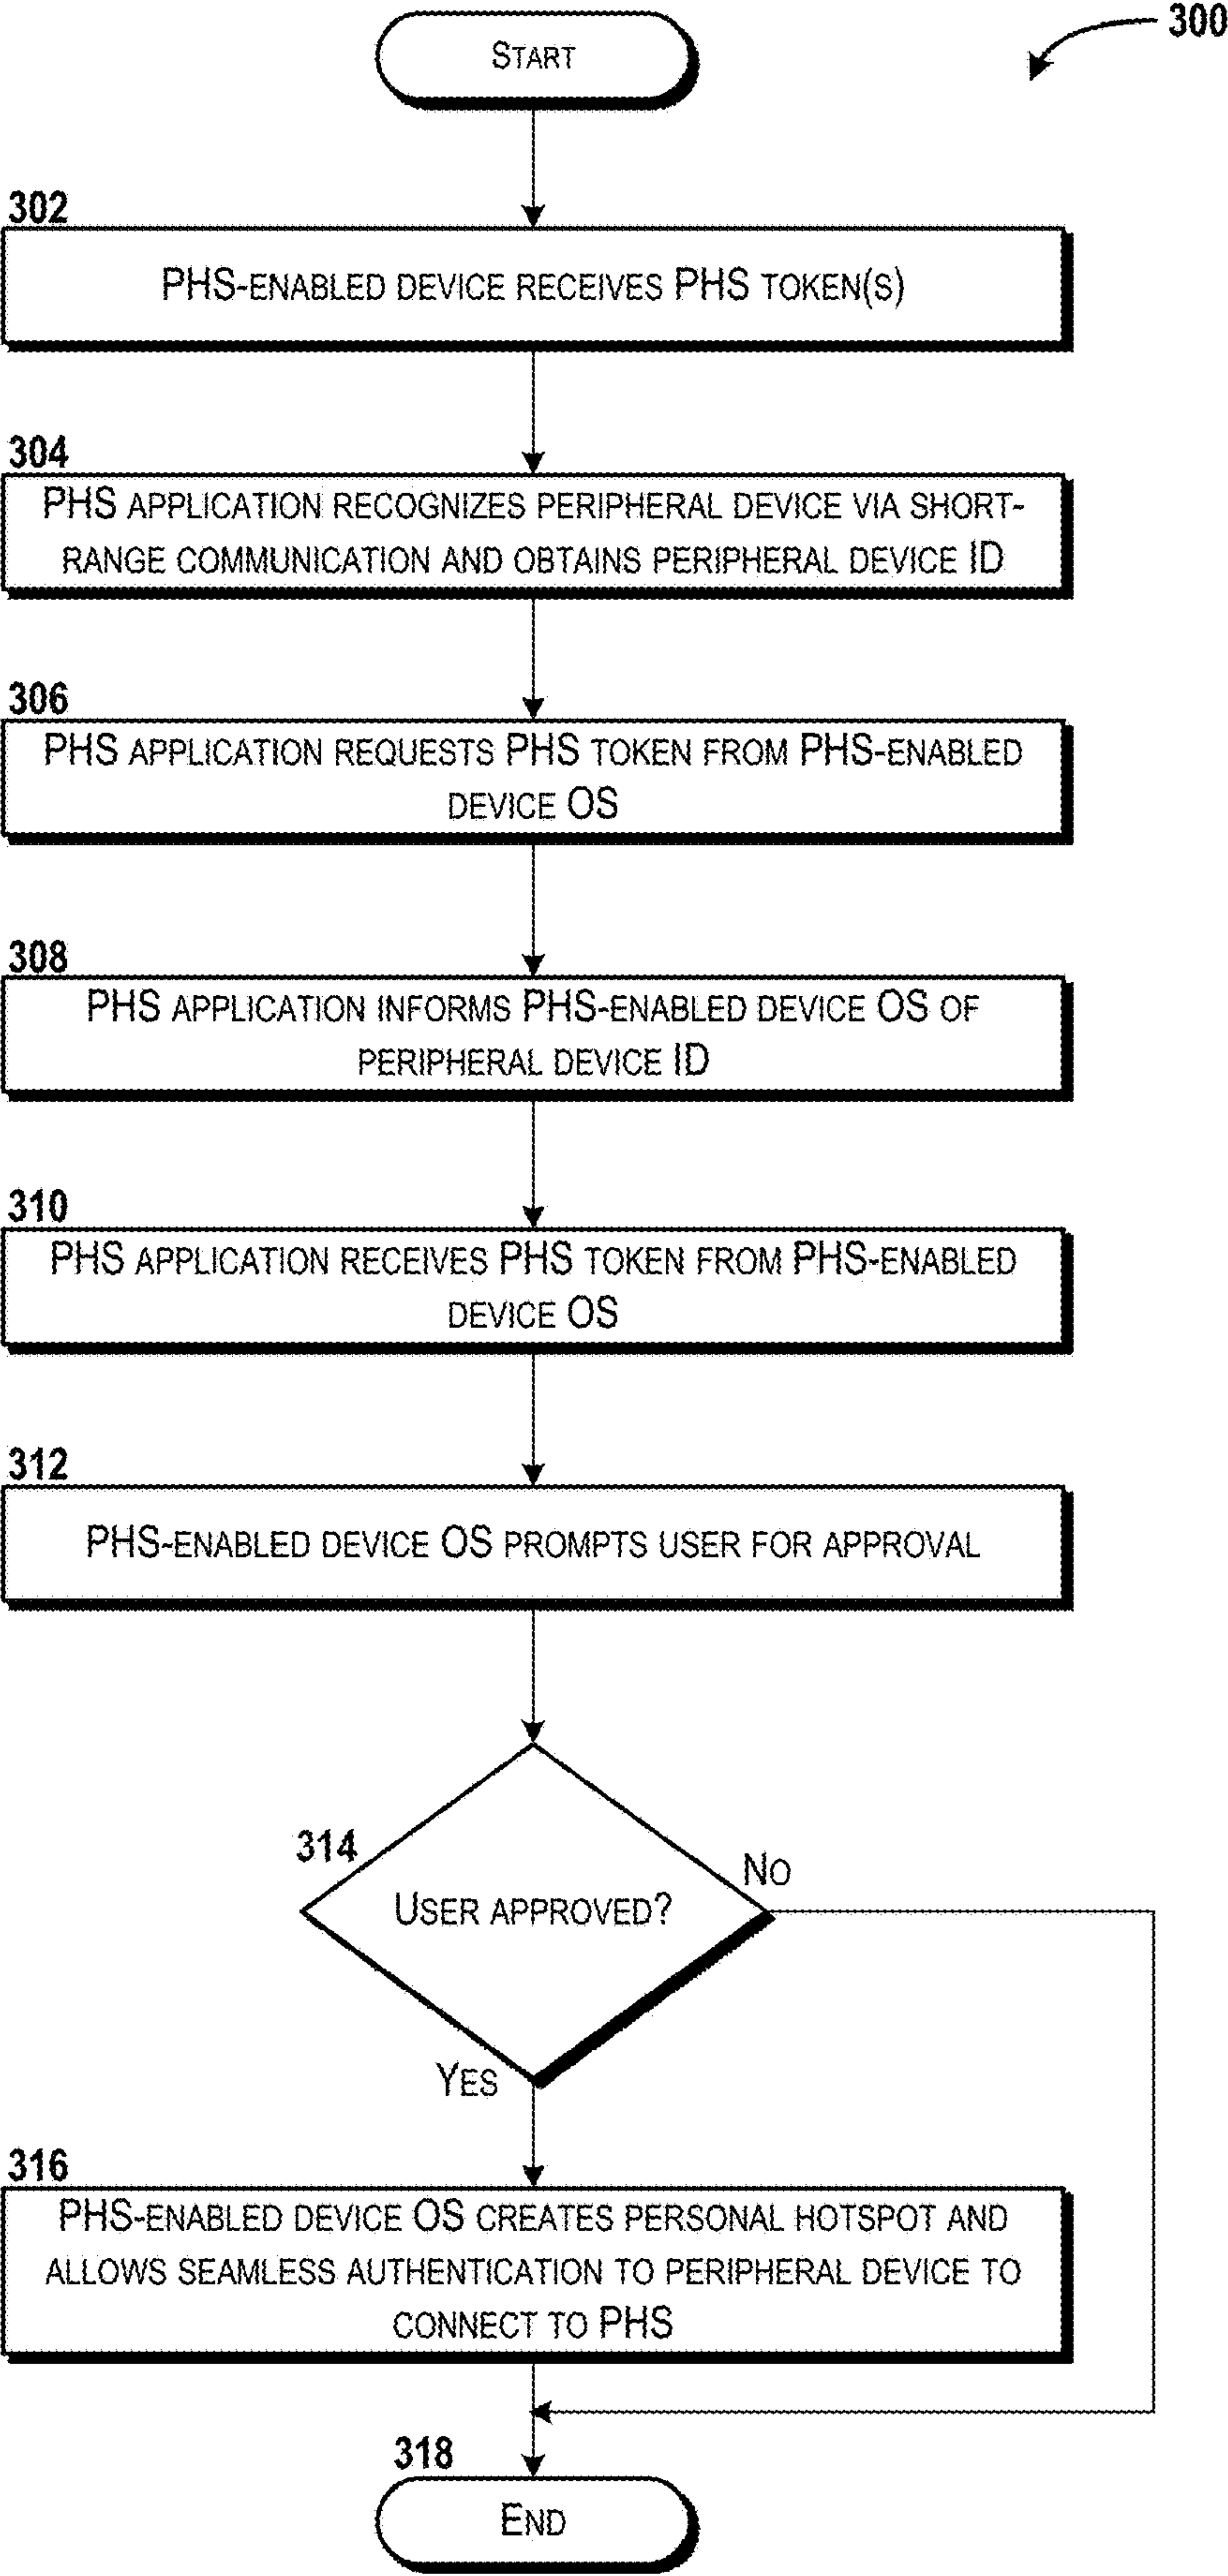 300
START
302
PHS-ENABLED DEVICE RECEIVES PHS TOKEN(S)
304
PHS APPLICATION RECOGNIZES PERIPHERAL DEVICE VIA SHORT-
RANGE COMMUNICATION AND OBTAINS PERIPHERAL DEVICE ID
306
PHS APPLICATION REQUESTS PHS TOKEN FROM PHS-ENABLED
DEVICE OS
308
PHS APPLICATION INFORMS PHS-ENABLED DEVICE OS OF
PERIPHERAL DEVICE ID
310
PHS APPLICATION RECEIVES PHS TOKEN FROM PHS-ENABLED
DEVICE OS
312
PHS-ENABLED DEVICE OS PROMPTS USER FOR APPROVAL
314
USER APPROVED?
NO
YES
316
PHS-ENABLED DEVICE OS CREATES PERSONAL HOTSPOT AND
ALLOWS SEAMLESS AUTHENTICATION TO PERIPHERAL DEVICE TO
CONNECT TO PHS
318
END